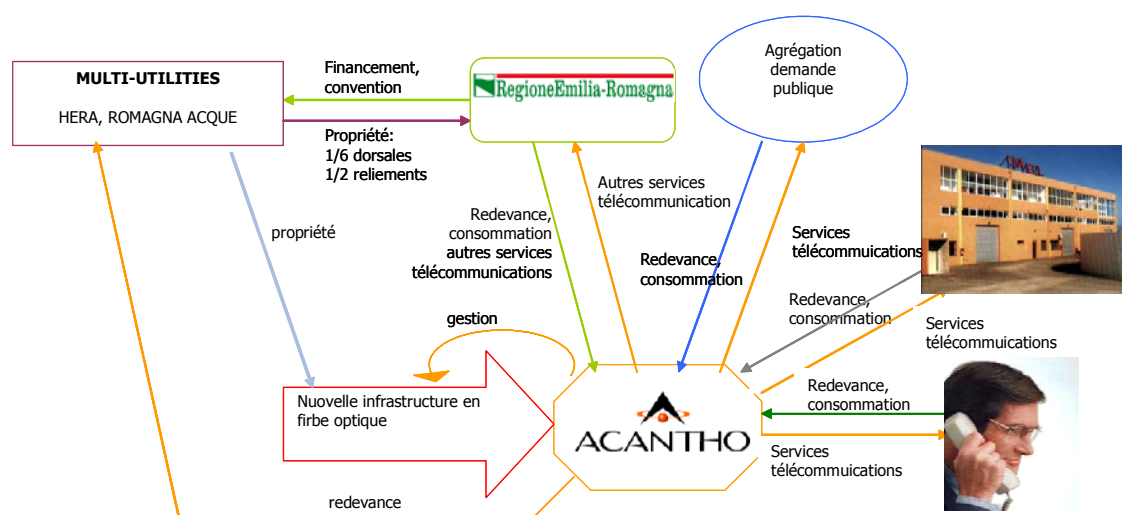 MULTI-UTILITIES
HERA, ROMAGNA ACQUE
Financement,
convention
Propriété:
1/6 dorsales
1/2 reliements
RegioneEmilia-Romagna
Agrégation
demande
publique
propriété
Redevance,
consommation
autres services
télécommunications
Autres services
télécommunication
Redevance,
consommation
Services
télécommuications
Redevance,
consommation
Services
télécommuications
gestion
Nuovelle infrastructure en
firbe optique
ACANTHO
Redevance,
consommation
Services
télécommuications
redevance